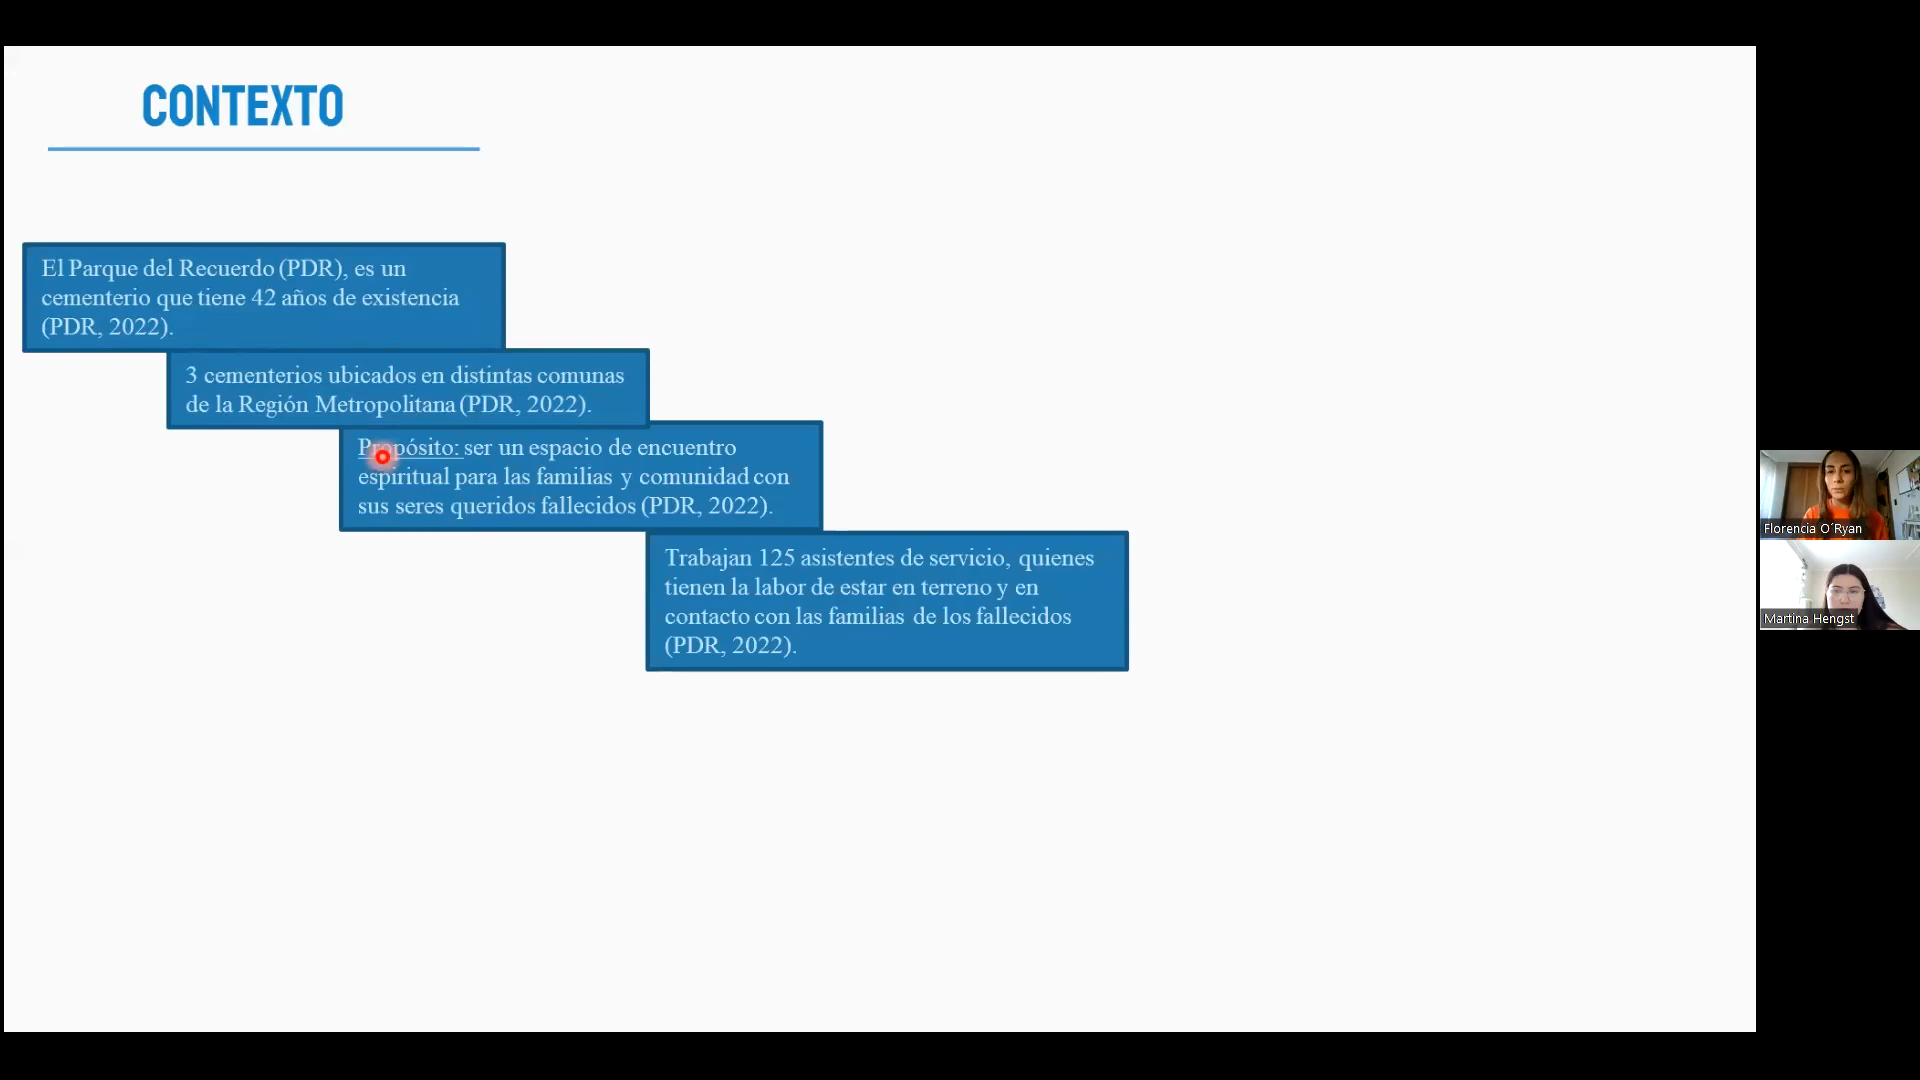 CONTEXTO
El Parque del Recuerdo (PDR), es un
cementerio que tiene 42 años de existencia
(PDR, 2022).
3 cementerios ubicados en distintas comunas
de la Región Metropolitana (PDR, 2022).
Propósito: ser un espacio de encuentro
espiritual para las familias y comunidad con
sus seres queridos fallecidos (PDR, 2022).
Trabajan 125 asistentes de servicio, quienes
tienen la labor de estar en terreno y en
contacto con las familias de los fallecidos
(PDR, 2022).
Florencia O´Ryan
Martina Hengst